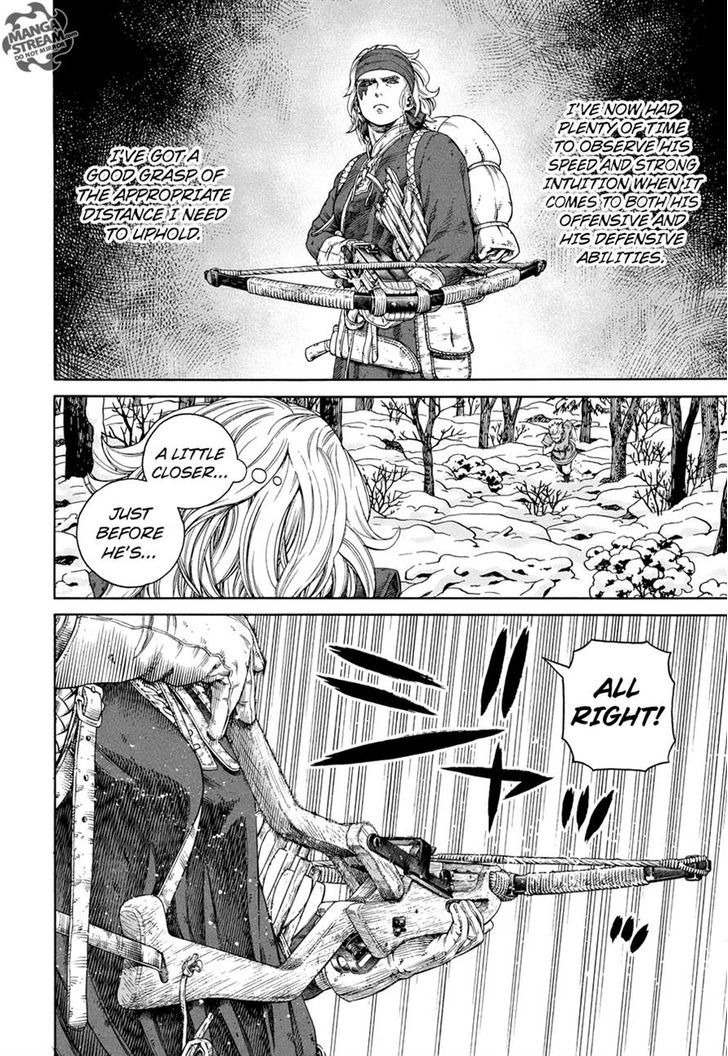 MANGA
STREAM.com
DO NOT MIRROR
I'VE NOW HAD
PLENTY OF TIME
TO OBSERVE HIS
SPEED AND STRONG
INTUITION WHEN IT
COMES TO BOTH HIS
OFFENSIVE AND
HIS DEFENSIVE
ABILITIES.
I'VE GOT A
GOOD GRASP OF
THE APPROPRIATE
DISTANCE I NEED
TO UPHOLD.
A LITTLE
CLOSER...
JUST
BEFORE
HE'S...
ALL
RIGHT!